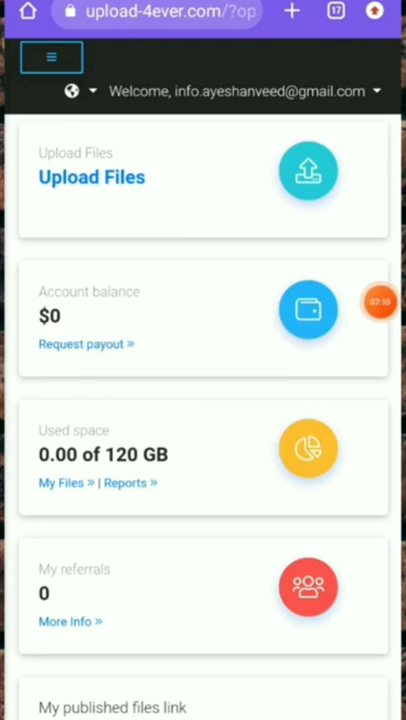 upload-4ever.com/?op
17
Welcome, info.ayeshanveed@gmail.com
Upload Files
Upload Files
Account balance
$0
07:10
Request payout »
Used space
0.00 of 120 GB
My Files » | Reports »
My referrals
0
More Info »
My published files link